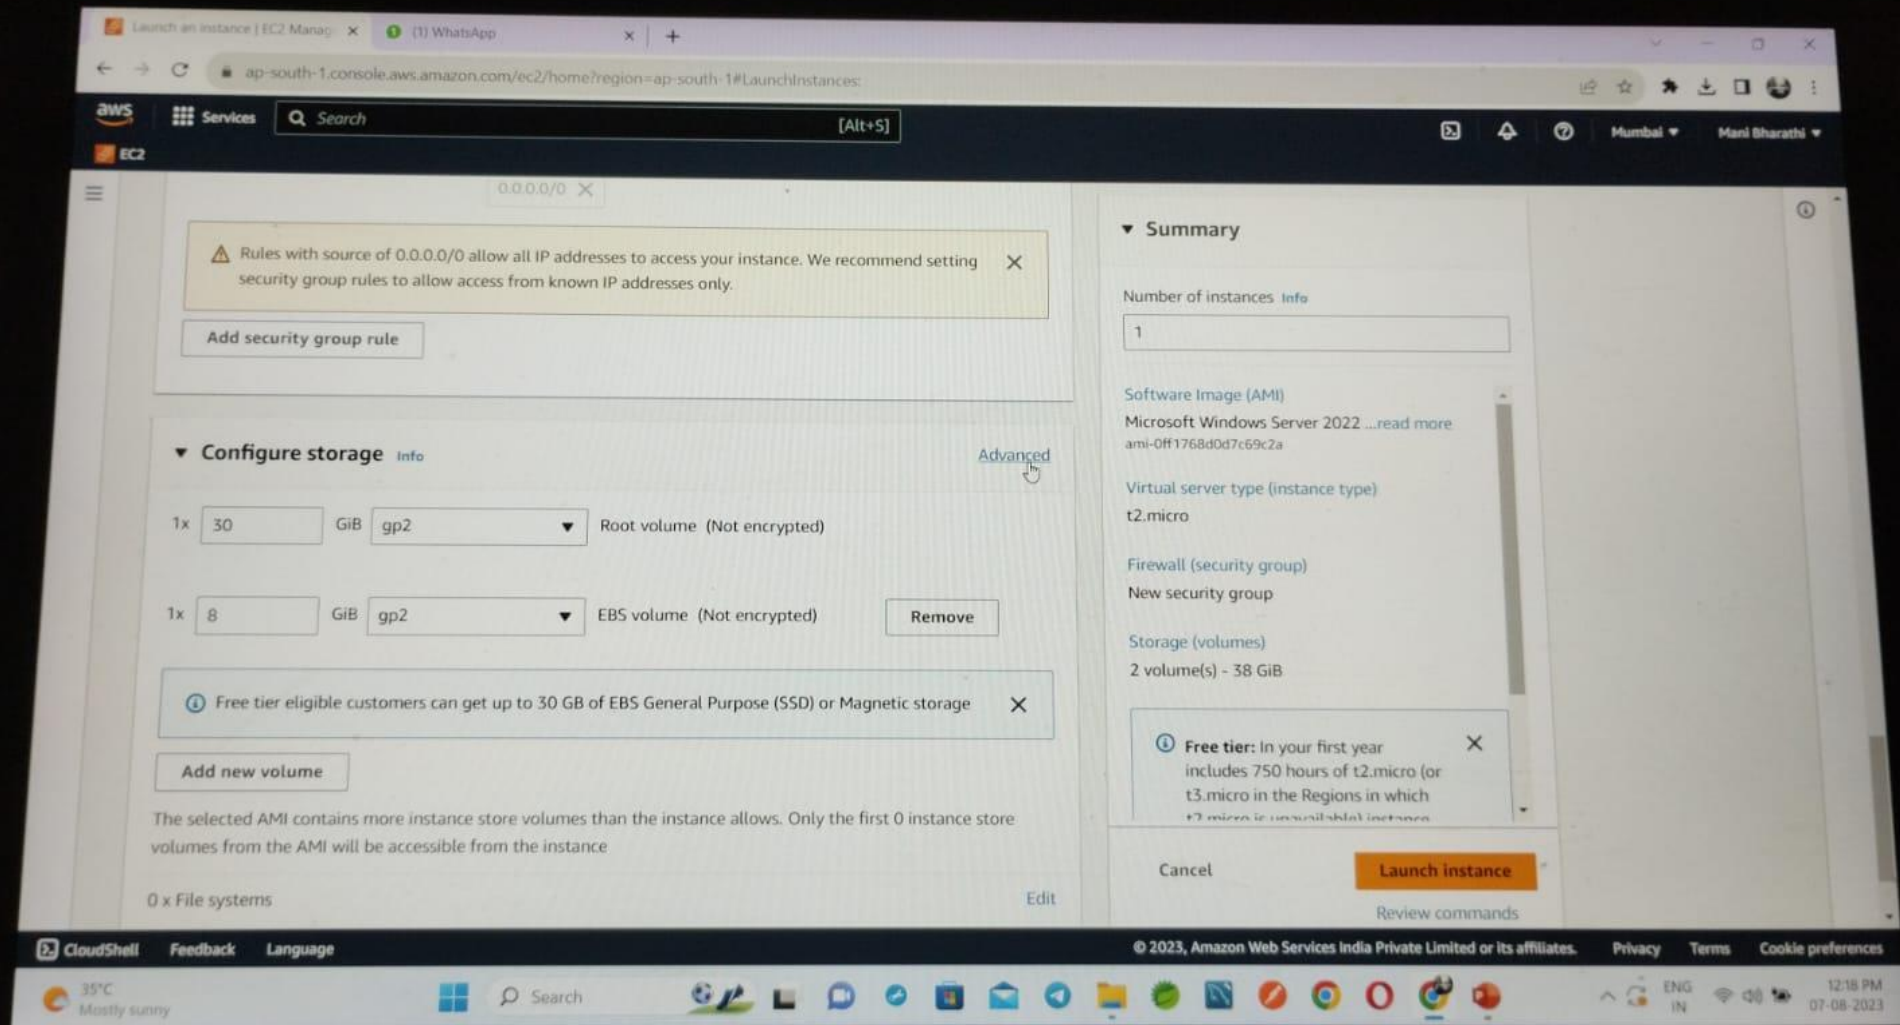 Launch an instance | EC2 Manag
(1) WhatsApp
ap-south-1.console.aws.amazon.com/ec2/home?region=ap-south-1#LaunchInstances:
aws
Services
Search
[Alt+S]
Mumbai
Mani Bharathi
EC2
0.0.0.0/0
Rules with source of 0.0.0.0/0 allow all IP addresses to access your instance. We recommend setting
security group rules to allow access from known IP addresses only.
Add security group rule
Configure storage Info
Advanced
1x 30 GiB gp2 Root volume (Not encrypted)
1x 8 GiB gp2 EBS volume (Not encrypted) Remove
Free tier eligible customers can get up to 30 GB of EBS General Purpose (SSD) or Magnetic storage
Add new volume
The selected AMI contains more instance store volumes than the instance allows. Only the first 0 instance store
volumes from the AMI will be accessible from the instance
0 x File systems
Edit
Summary
Number of instances Info
1
Software Image (AMI)
Microsoft Windows Server 2022 ...read more
ami-0ff1768d0d7c69c2a
Virtual server type (instance type)
t2.micro
Firewall (security group)
New security group
Storage (volumes)
2 volume(s) - 38 GiB
Free tier: In your first year
includes 750 hours of t2.micro (or
t3.micro in the Regions in which
t2.micro is unavailable) instance
Cancel
Launch instance
Review commands
CloudShell
Feedback
Language
© 2023, Amazon Web Services India Private Limited or its affiliates.
Privacy
Terms
Cookie preferences
35°C
Mostly sunny
Search
ENG
IN
12:18 PM
07-08-2023